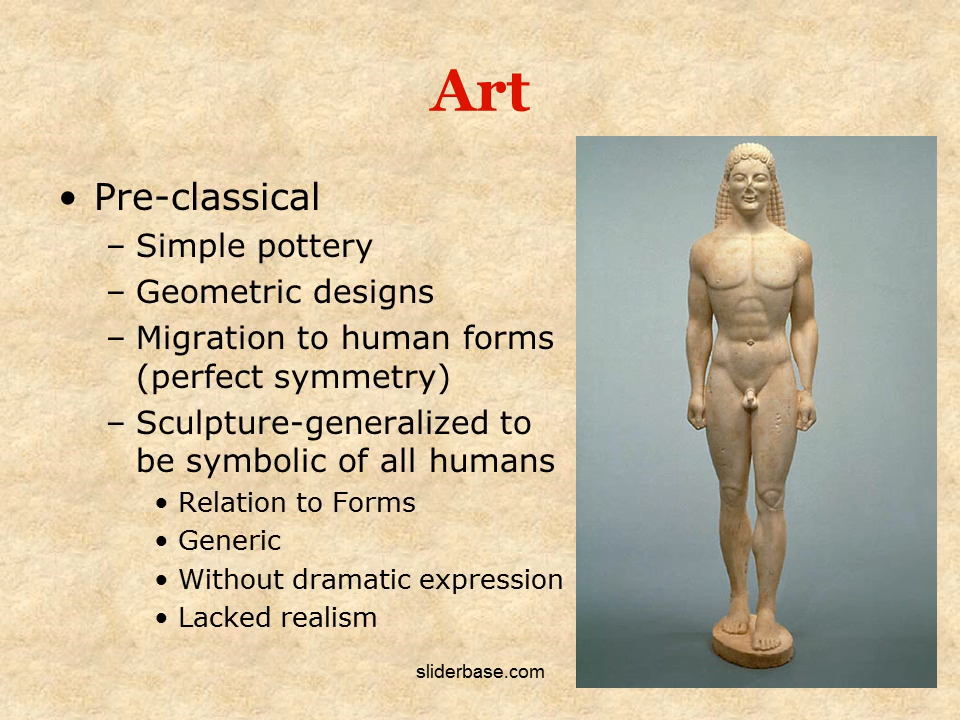 Art
• Pre-classical
– Simple pottery
– Geometric designs
– Migration to human forms
(perfect symmetry)
– Sculpture-generalized to
be symbolic of all humans
• Relation to Forms
• Generic
• Without dramatic expression
• Lacked realism
sliderbase.com